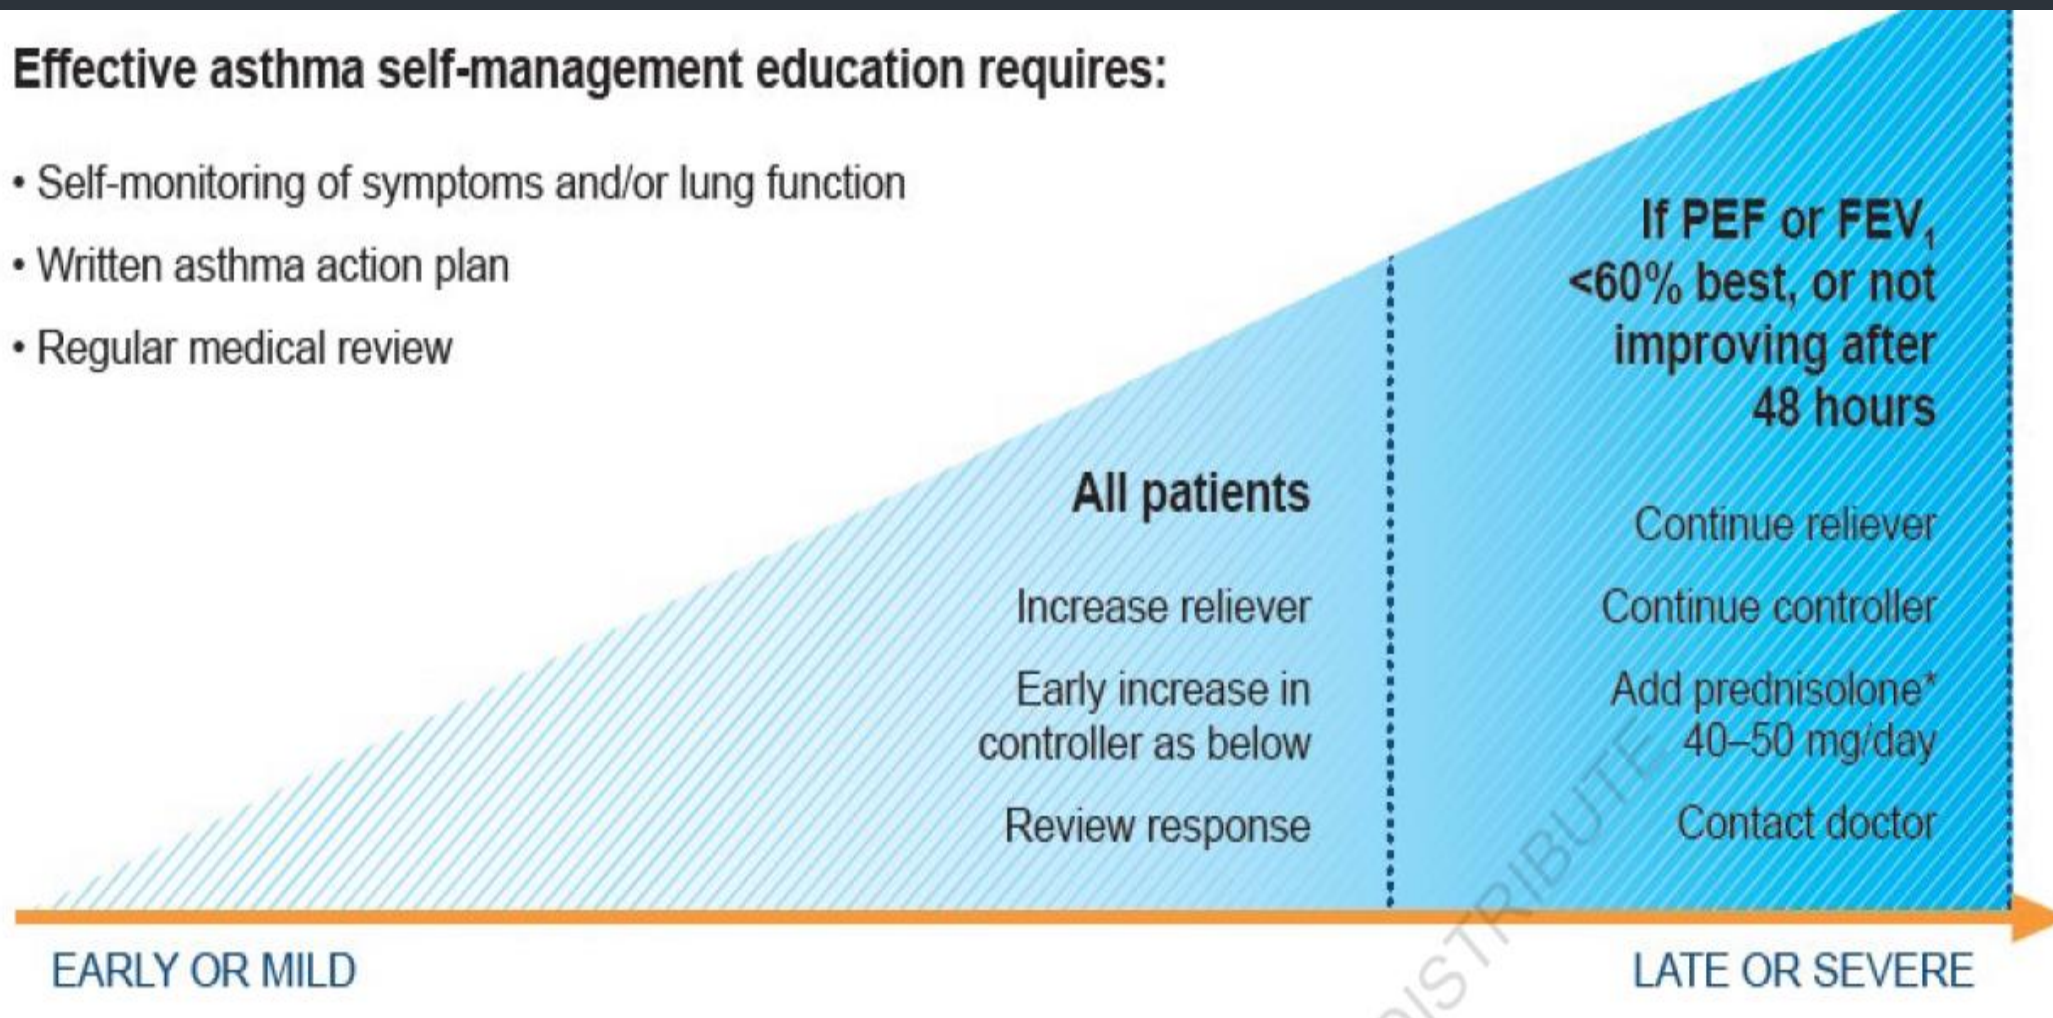 Effective asthma self-management education requires:
• Self-monitoring of symptoms and/or lung function
• Written asthma action plan
• Regular medical review
All patients
Increase reliever
Early increase in
controller as below
Review response
If PEF or FEV₁
<60% best, or not
improving after
48 hours
Continue reliever
Continue controller
Add prednisolone*
40–50 mg/day
Contact doctor
EARLY OR MILD
LATE OR SEVERE
DISTRIBUTE